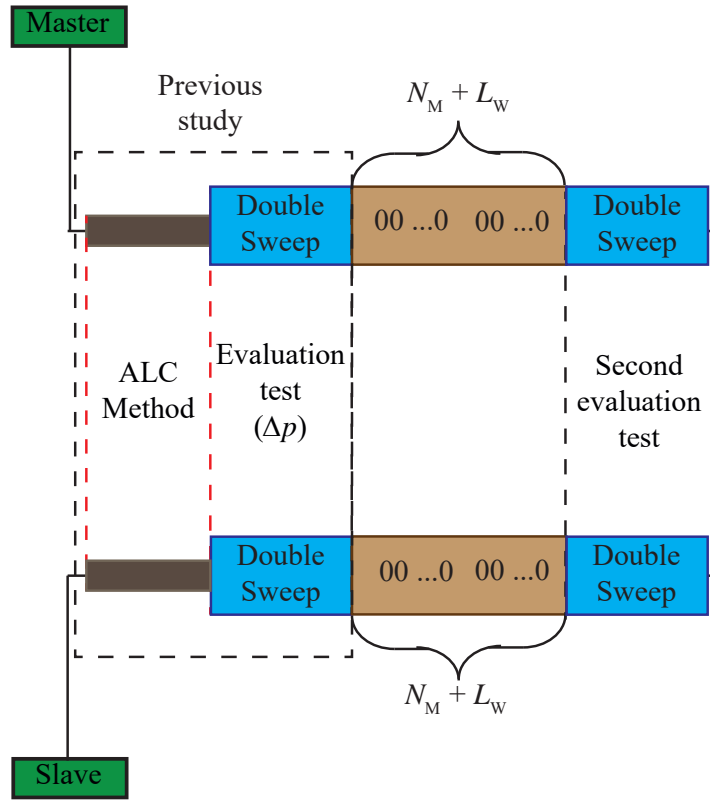 Master
Previous
study
N_M + L_W
Double
Sweep
00 ...0 00 ...0
Double
Sweep
ALC
Method
Evaluation
test
(Δp)
Second
evaluation
test
Double
Sweep
00 ...0 00 ...0
Double
Sweep
N_M + L_W
Slave